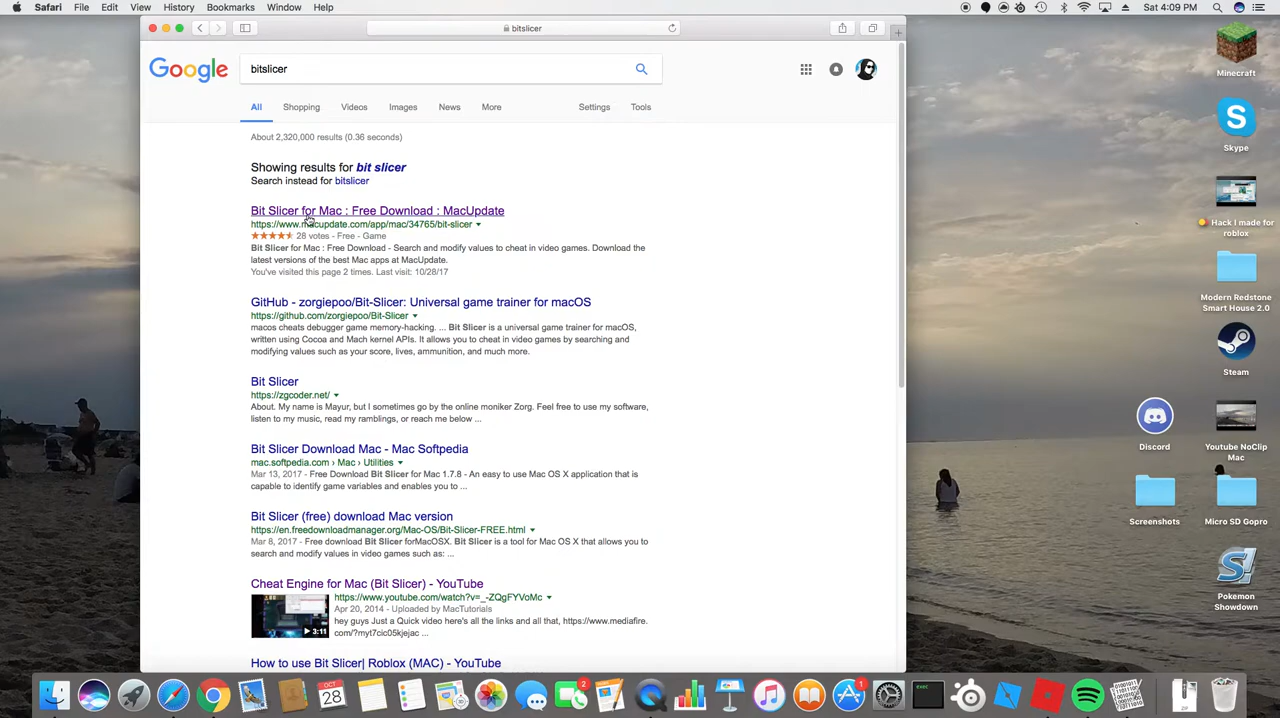 Safari File Edit View History Bookmarks Window Help
Sat 4:09 PM
bitslicer
Google
bitslicer
All Shopping Videos Images News More Settings Tools
About 2,320,000 results (0.36 seconds)
Showing results for bit slicer
Search instead for bitslicer
Bit Slicer for Mac : Free Download : MacUpdate
https://www.macupdate.com/app/mac/34765/bit-slicer
28 votes - Free - Game
Bit Slicer for Mac : Free Download - Search and modify values to cheat in video games. Download the
latest versions of the best Mac apps at MacUpdate.
You've visited this page 2 times. Last visit: 10/28/17
GitHub - zorgiepoo/Bit-Slicer: Universal game trainer for macOS
https://github.com/zorgiepoo/Bit-Slicer
macos cheats debugger game memory-hacking. ... Bit Slicer is a universal game trainer for macOS,
written using Cocoa and Mach kernel APIs. It allows you to cheat in video games by searching and
modifying values such as your score, lives, ammunition, and much more.
Bit Slicer
https://zgcoder.net/
About. My name is Mayur, but I sometimes go by the online moniker Zorg. Feel free to use my software,
listen to my music, read my ramblings, or reach me below ...
Bit Slicer Download Mac - Mac Softpedia
mac.softpedia.com › Mac › Utilities
Mar 13, 2017 - Free Download Bit Slicer for Mac 1.7.8 - An easy to use Mac OS X application that is
capable to identify game variables and enables you to ...
Bit Slicer (free) download Mac version
https://en.freedownloadmanager.org/Mac-OS/Bit-Slicer-FREE.html
Mar 8, 2017 - Free download Bit Slicer forMacOSX. Bit Slicer is a tool for Mac OS X that allows you to
search and modify values in video games such as: ...
Cheat Engine for Mac (Bit Slicer) - YouTube
https://www.youtube.com/watch?v=_-ZQgFYVoMc
Apr 20, 2014 - Uploaded by MacTutorials
hey guys Just a Quick video here's all the links and all that, https://www.mediafire.
com/?myt7cic05kjejac ...
3:11
How to use Bit Slicer| Roblox (MAC) - YouTube
Minecraft
Skype
Hack I made for
roblox
Modern Redstone
Smart House 2.0
Steam
Discord
Youtube NoClip
Mac
Screenshots
Micro SD Gopro
Pokemon
Showdown
OCT
28
2
1
exec
ZIP